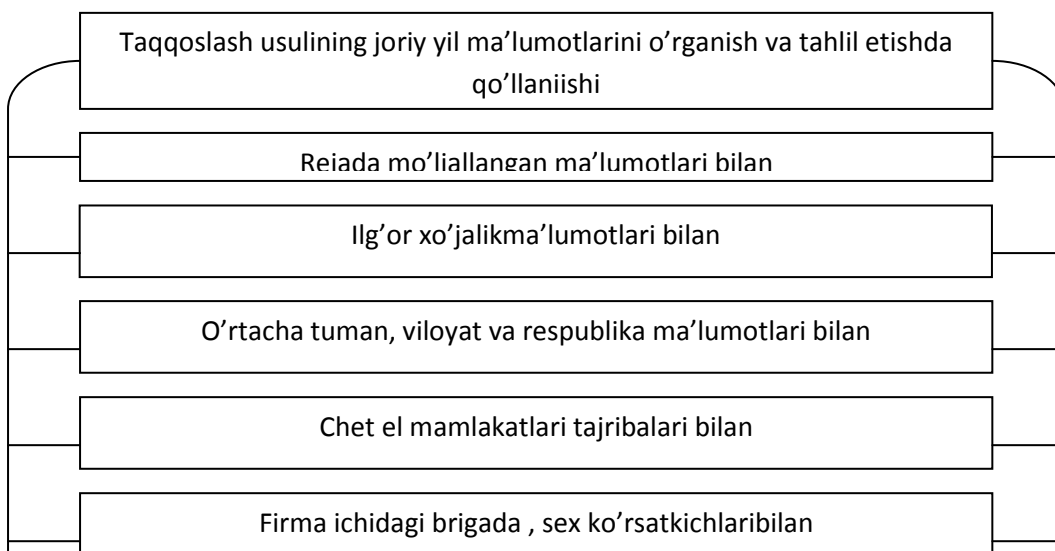 Taqqoslash usulining joriy yil ma’lumotlarini o’rganish va tahlil etishda
qo’llaniishi
Rejada mo’ljallangan ma’lumotlari bilan
Ilg’or xo’jalikma’lumotlari bilan
O’rtacha tuman, viloyat va respublika ma’lumotlari bilan
Chet el mamlakatlari tajribalari bilan
Firma ichidagi brigada , sex ko’rsatkichlaribilan